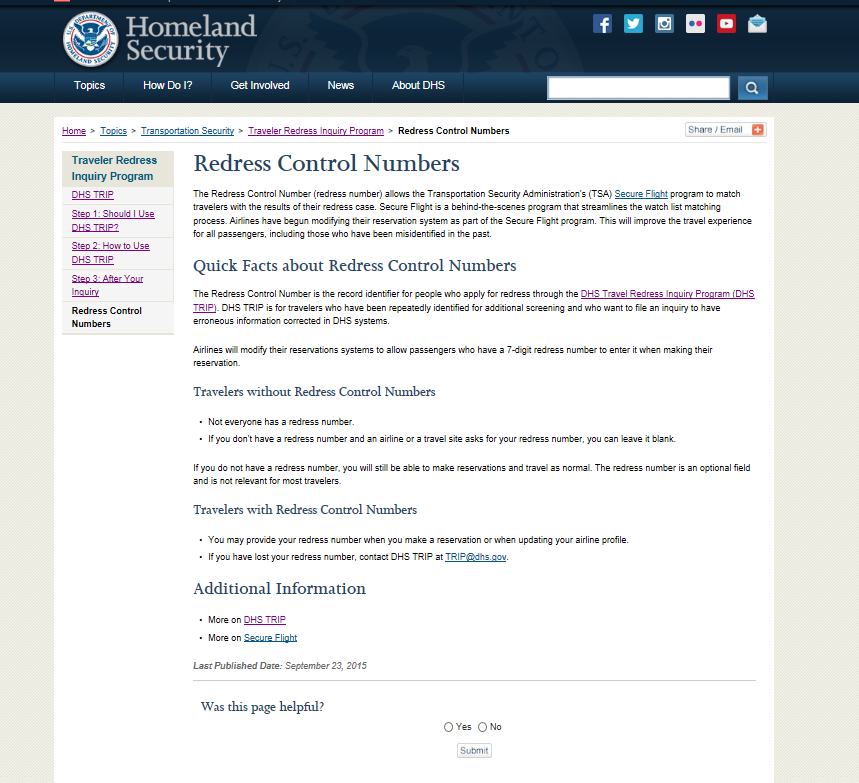 Homeland
Security
Topics
How Do I?
Get Involved
News
About DHS
Home > Topics > Transportation Security > Traveler Redress Inquiry Program > Redress Control Numbers
Share / Email
Traveler Redress
Inquiry Program
DHS TRIP
Step 1: Should I Use
DHS TRIP?
Step 2: How to Use
DHS TRIP
Step 3: After Your
Inquiry
Redress Control
Numbers
Redress Control Numbers
The Redress Control Number (redress number) allows the Transportation Security Administration's (TSA) Secure Flight program to match
travelers with the results of their redress case. Secure Flight is a behind-the-scenes program that streamlines the watch list matching
process. Airlines have begun modifying their reservation system as part of the Secure Flight program. This will improve the travel experience
for all passengers, including those who have been misidentified in the past.
Quick Facts about Redress Control Numbers
The Redress Control Number is the record identifier for people who apply for redress through the DHS Travel Redress Inquiry Program (DHS
TRIP). DHS TRIP is for travelers who have been repeatedly identified for additional screening and who want to file an inquiry to have
erroneous information corrected in DHS systems.
Airlines will modify their reservations systems to allow passengers who have a 7-digit redress number to enter it when making their
reservation.
Travelers without Redress Control Numbers
• Not everyone has a redress number.
• If you don't have a redress number and an airline or a travel site asks for your redress number, you can leave it blank.
If you do not have a redress number, you will still be able to make reservations and travel as normal. The redress number is an optional field
and is not relevant for most travelers.
Travelers with Redress Control Numbers
• You may provide your redress number when you make a reservation or when updating your airline profile.
• If you have lost your redress number, contact DHS TRIP at TRIP@dhs.gov.
Additional Information
• More on DHS TRIP
• More on Secure Flight
Last Published Date: September 23, 2015
Was this page helpful?
Yes No
Submit